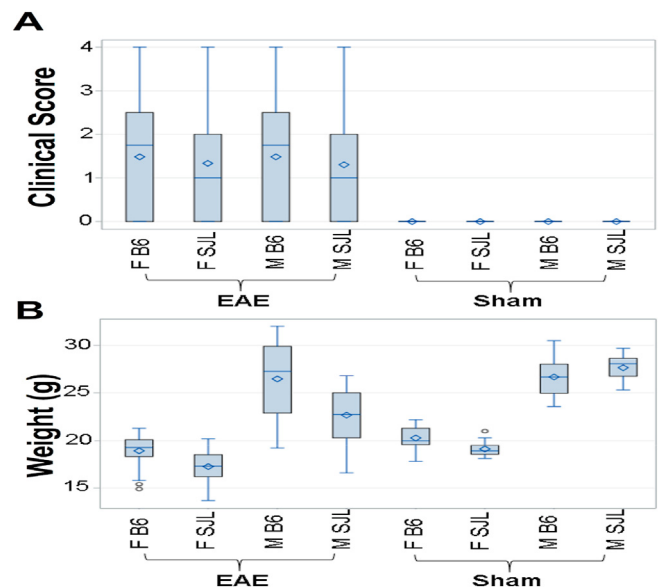 A
Clinical Score
4
3
2
1
0
F B6
F SJL
M B6
M SJL
F B6
F SJL
M B6
M SJL
EAE
Sham
B
Weight (g)
30
25
20
15
F B6
F SJL
M B6
M SJL
F B6
F SJL
M B6
M SJL
EAE
Sham